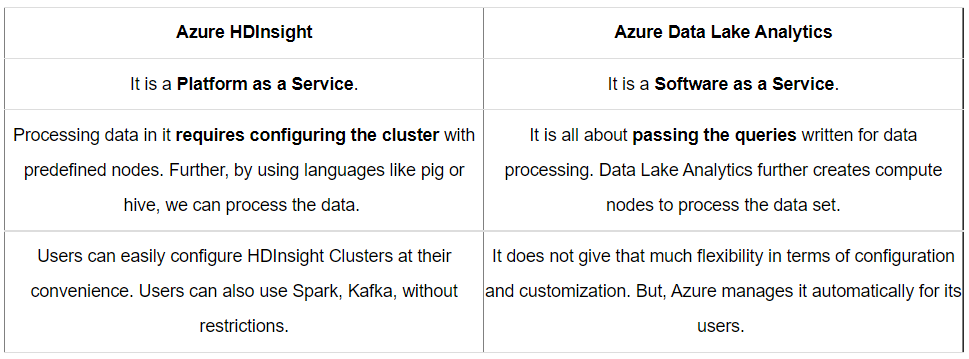 Azure HDInsight
Azure Data Lake Analytics
It is a Platform as a Service.
It is a Software as a Service.
Processing data in it requires configuring the cluster with
predefined nodes. Further, by using languages like pig or
hive, we can process the data.
It is all about passing the queries written for data
processing. Data Lake Analytics further creates compute
nodes to process the data set.
Users can easily configure HDInsight Clusters at their
convenience. Users can also use Spark, Kafka, without
restrictions.
It does not give that much flexibility in terms of configuration
and customization. But, Azure manages it automatically for its
users.